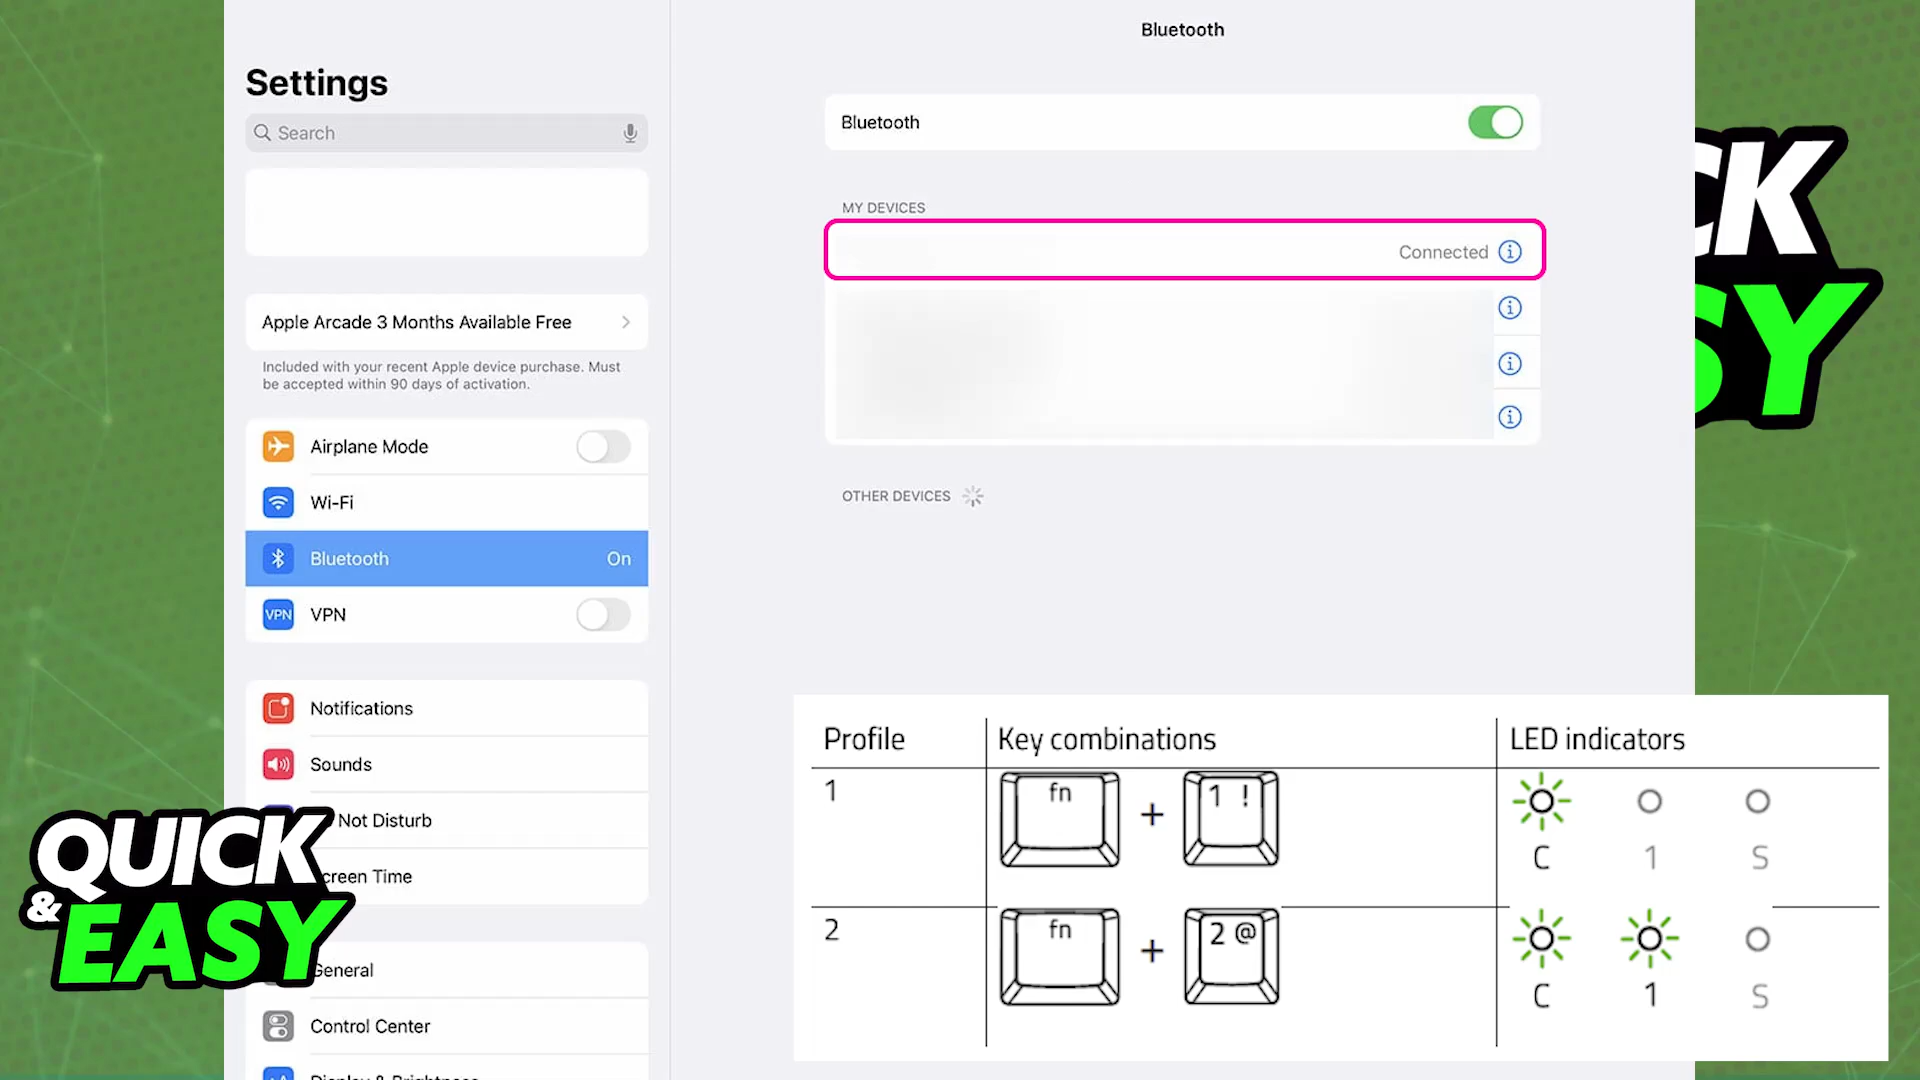 Settings
Search
Apple Arcade 3 Months Available Free
Included with your recent Apple device purchase. Must
be accepted within 90 days of activation.
Airplane Mode
Wi-Fi
Bluetooth On
VPN VPN
Notifications
Sounds
Not Disturb
creen Time
General
Control Center
Bluetooth
Bluetooth
MY DEVICES
Connected
OTHER DEVICES
Profile Key combinations LED indicators
1 fn + 1 !
C 1 S
2 fn + 2 @
C 1 S
QUICK
& EASY
CK
SY